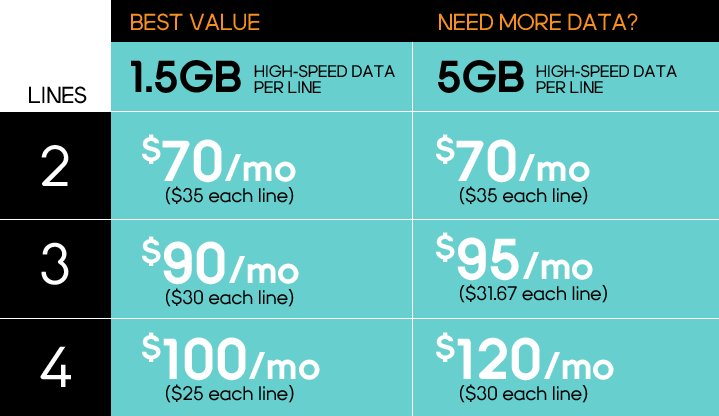 BEST VALUE NEED MORE DATA?
LINES
1.5GB HIGH-SPEED DATA
PER LINE
5GB HIGH-SPEED DATA
PER LINE
2
$70/mo
($35 each line)
$70/mo
($35 each line)
3
$90/mo
($30 each line)
$95/mo
($31.67 each line)
4
$100/mo
($25 each line)
$120/mo
($30 each line)